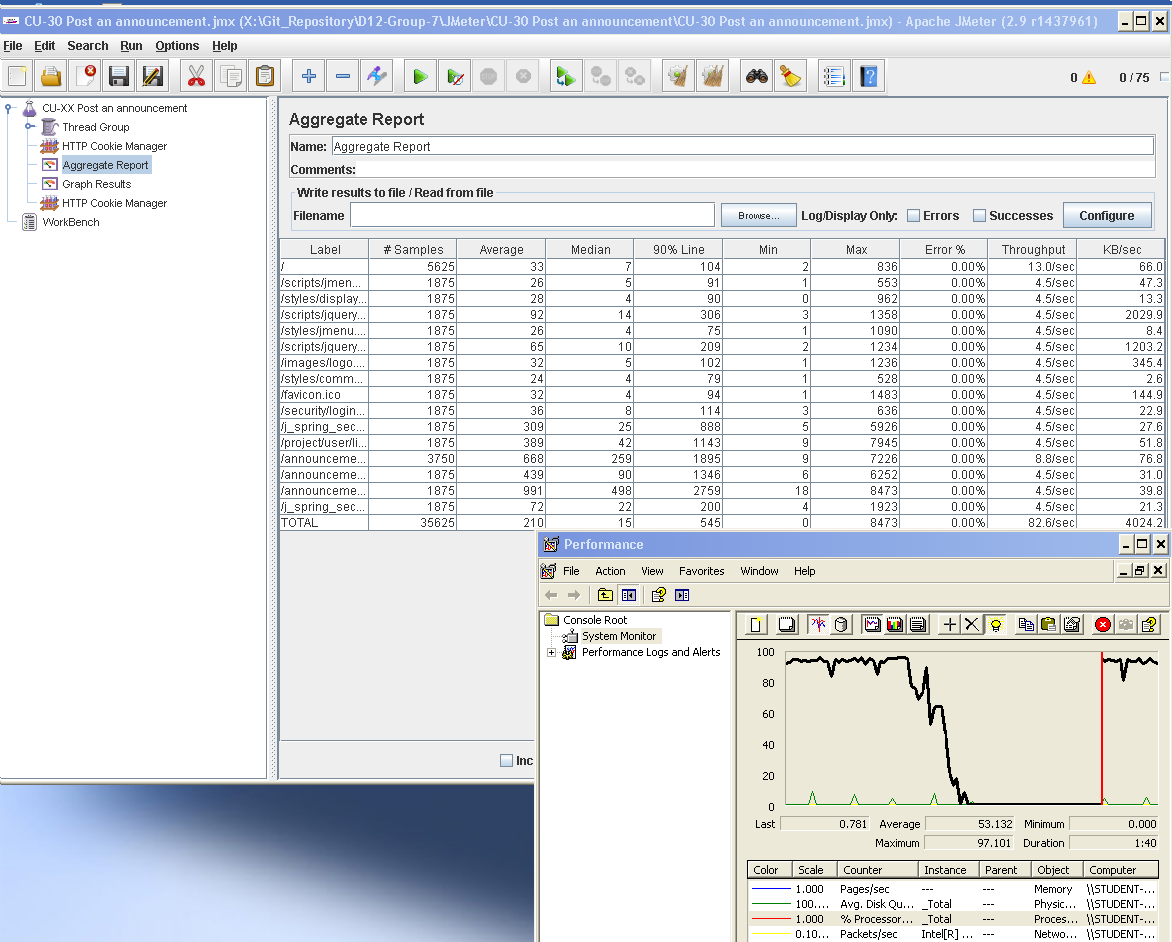 CU-30 Post an announcement.jmx (X:\Git_Repository\D12-Group-7\JMeter\CU-30 Post an announcement\CU-30 Post an announcement.jmx) - Apache JMeter (2.9 r1437961)
File Edit Search Run Options Help
0 0 / 75
CU-XX Post an announcement
Thread Group
HTTP Cookie Manager
Aggregate Report
Graph Results
HTTP Cookie Manager
WorkBench
Aggregate Report
Name: Aggregate Report
Comments:
Write results to file / Read from file
Filename Browse... Log/Display Only: Errors Successes Configure
Label # Samples Average Median 90% Line Min Max Error % Throughput KB/sec
/ 5625 33 7 104 2 836 0.00% 13.0/sec 66.0
/scripts/jmen... 1875 26 5 91 1 553 0.00% 4.5/sec 47.3
/styles/display... 1875 28 4 90 0 962 0.00% 4.5/sec 13.3
/scripts/jquery... 1875 92 14 306 3 1358 0.00% 4.5/sec 2029.9
/styles/jmenu.... 1875 26 4 75 1 1090 0.00% 4.5/sec 8.4
/scripts/jquery... 1875 65 10 209 2 1234 0.00% 4.5/sec 1203.2
/images/logo.... 1875 32 5 102 1 1236 0.00% 4.5/sec 345.4
/styles/comm... 1875 24 4 79 1 528 0.00% 4.5/sec 2.6
/favicon.ico 1875 32 4 94 1 1483 0.00% 4.5/sec 144.9
/security/login... 1875 36 8 114 3 636 0.00% 4.5/sec 22.9
/j_spring_sec... 1875 309 25 888 5 5926 0.00% 4.5/sec 27.6
/project/user/li... 1875 389 42 1143 9 7945 0.00% 4.5/sec 51.8
/announceme... 3750 668 259 1895 9 7226 0.00% 8.8/sec 76.8
/announceme... 1875 439 90 1346 6 6252 0.00% 4.5/sec 31.0
/announceme... 1875 991 498 2759 18 8473 0.00% 4.5/sec 39.8
/j_spring_sec... 1875 72 22 200 4 1923 0.00% 4.5/sec 21.3
TOTAL 35625 210 15 545 0 8473 0.00% 82.6/sec 4024.2
Inc
Performance
File Action View Favorites Window Help
Console Root
System Monitor
Performance Logs and Alerts
100
80
60
40
20
0
Last 0.781 Average 53.132 Minimum 0.000
Maximum 97.101 Duration 1:40
Color Scale Counter Instance Parent Object Computer
1.000 Pages/sec --- --- Memory \\STUDENT-...
100.... Avg. Disk Qu... _Total --- Physic... \\STUDENT-...
1.000 % Processor... _Total --- Proces... \\STUDENT-...
0.10... Packets/sec Intel[R] ... --- Netwo... \\STUDENT-...